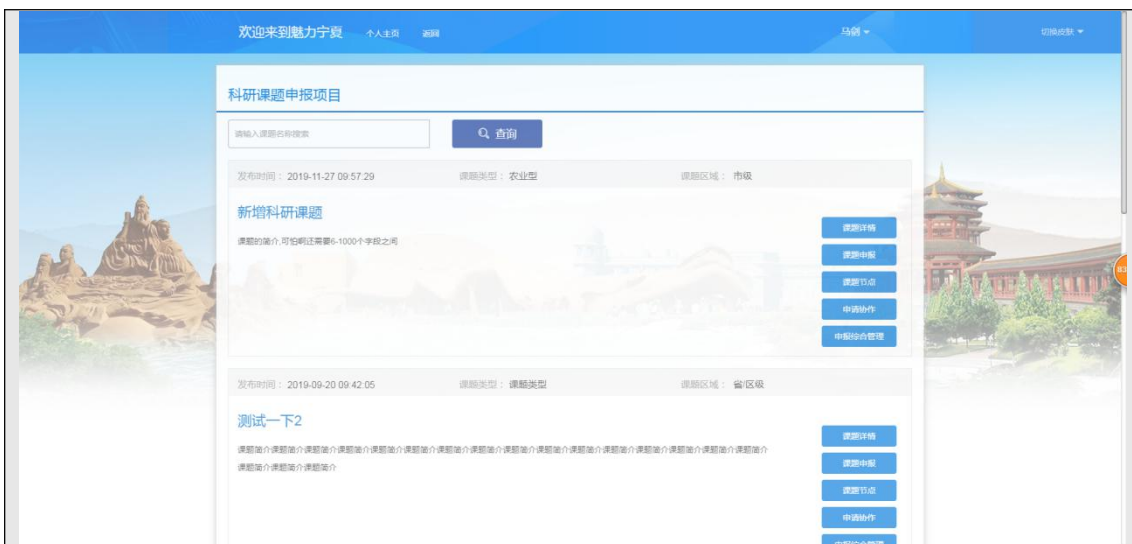 欢迎来到魅力宁夏 个人主页 返回 切换皮肤
科研课题申报项目
请输入课题名称搜索 查询
发布时间： 2019-11-27 09:57:29 课题类型： 农业型 课题区域： 市级
新增科研课题
课题的简介,可怕啊还需要6-1000个字段之间
课题详情
课题申报
课题节点
申请协作
申报综合管理
发布时间： 2019-09-20 09:42:05 课题类型： 课题类型 课题区域： 省/区级
测试一下2
课题简介课题简介课题简介课题简介课题简介课题简介课题简介课题简介课题简介课题简介课题简介课题简介课题简介课题简介课题简介
课题简介课题简介课题简介
课题详情
课题申报
课题节点
申请协作
申报综合管理